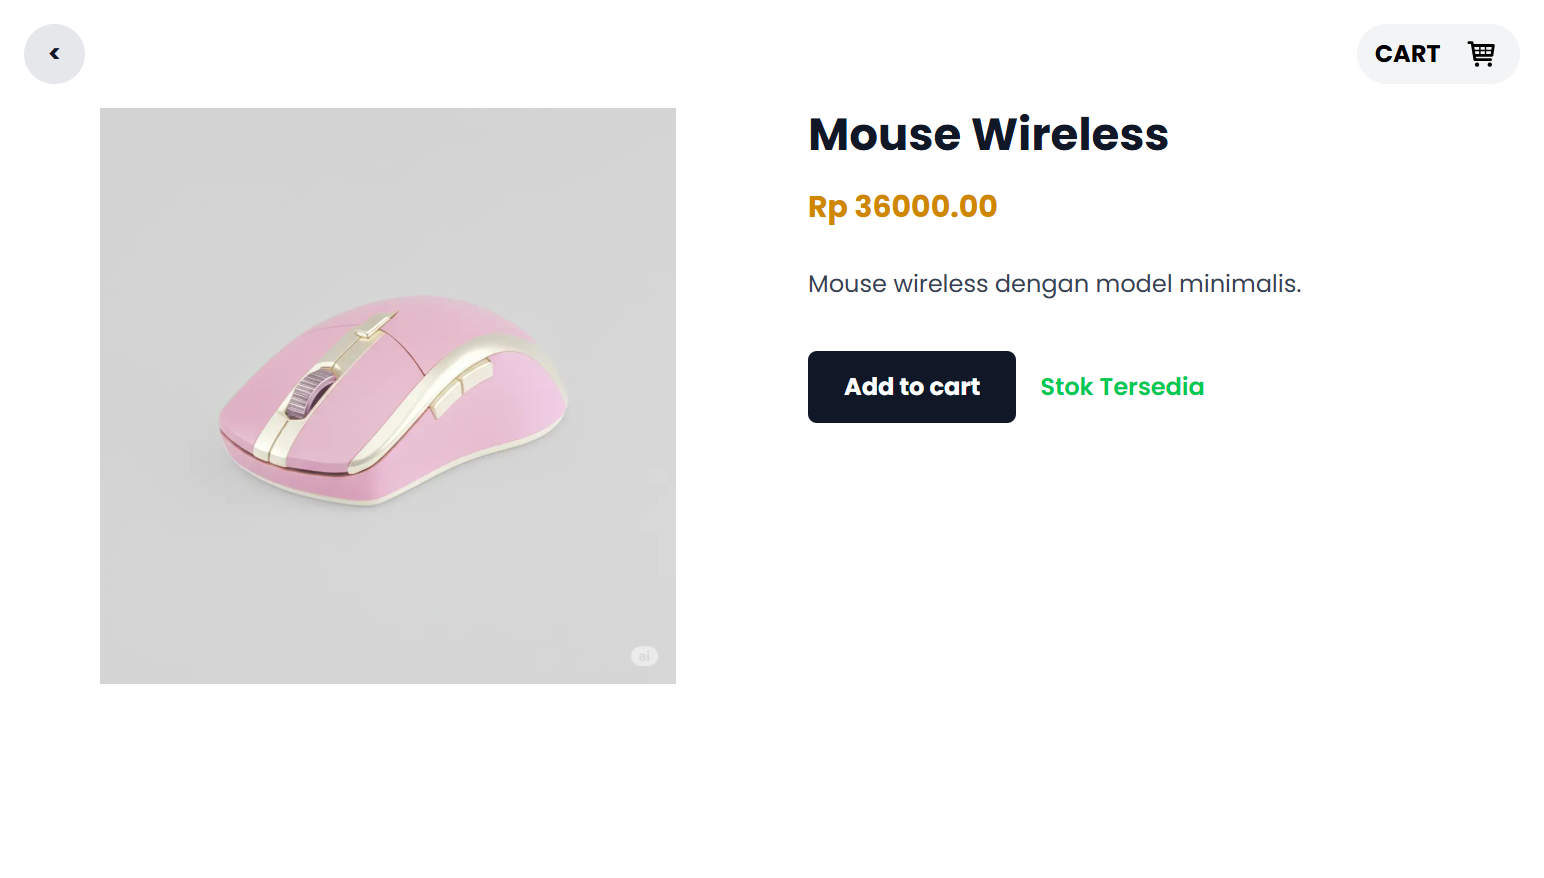 <
CART
Mouse Wireless
Rp 36000.00
Mouse wireless dengan model minimalis.
Add to cart
Stok Tersedia
ai